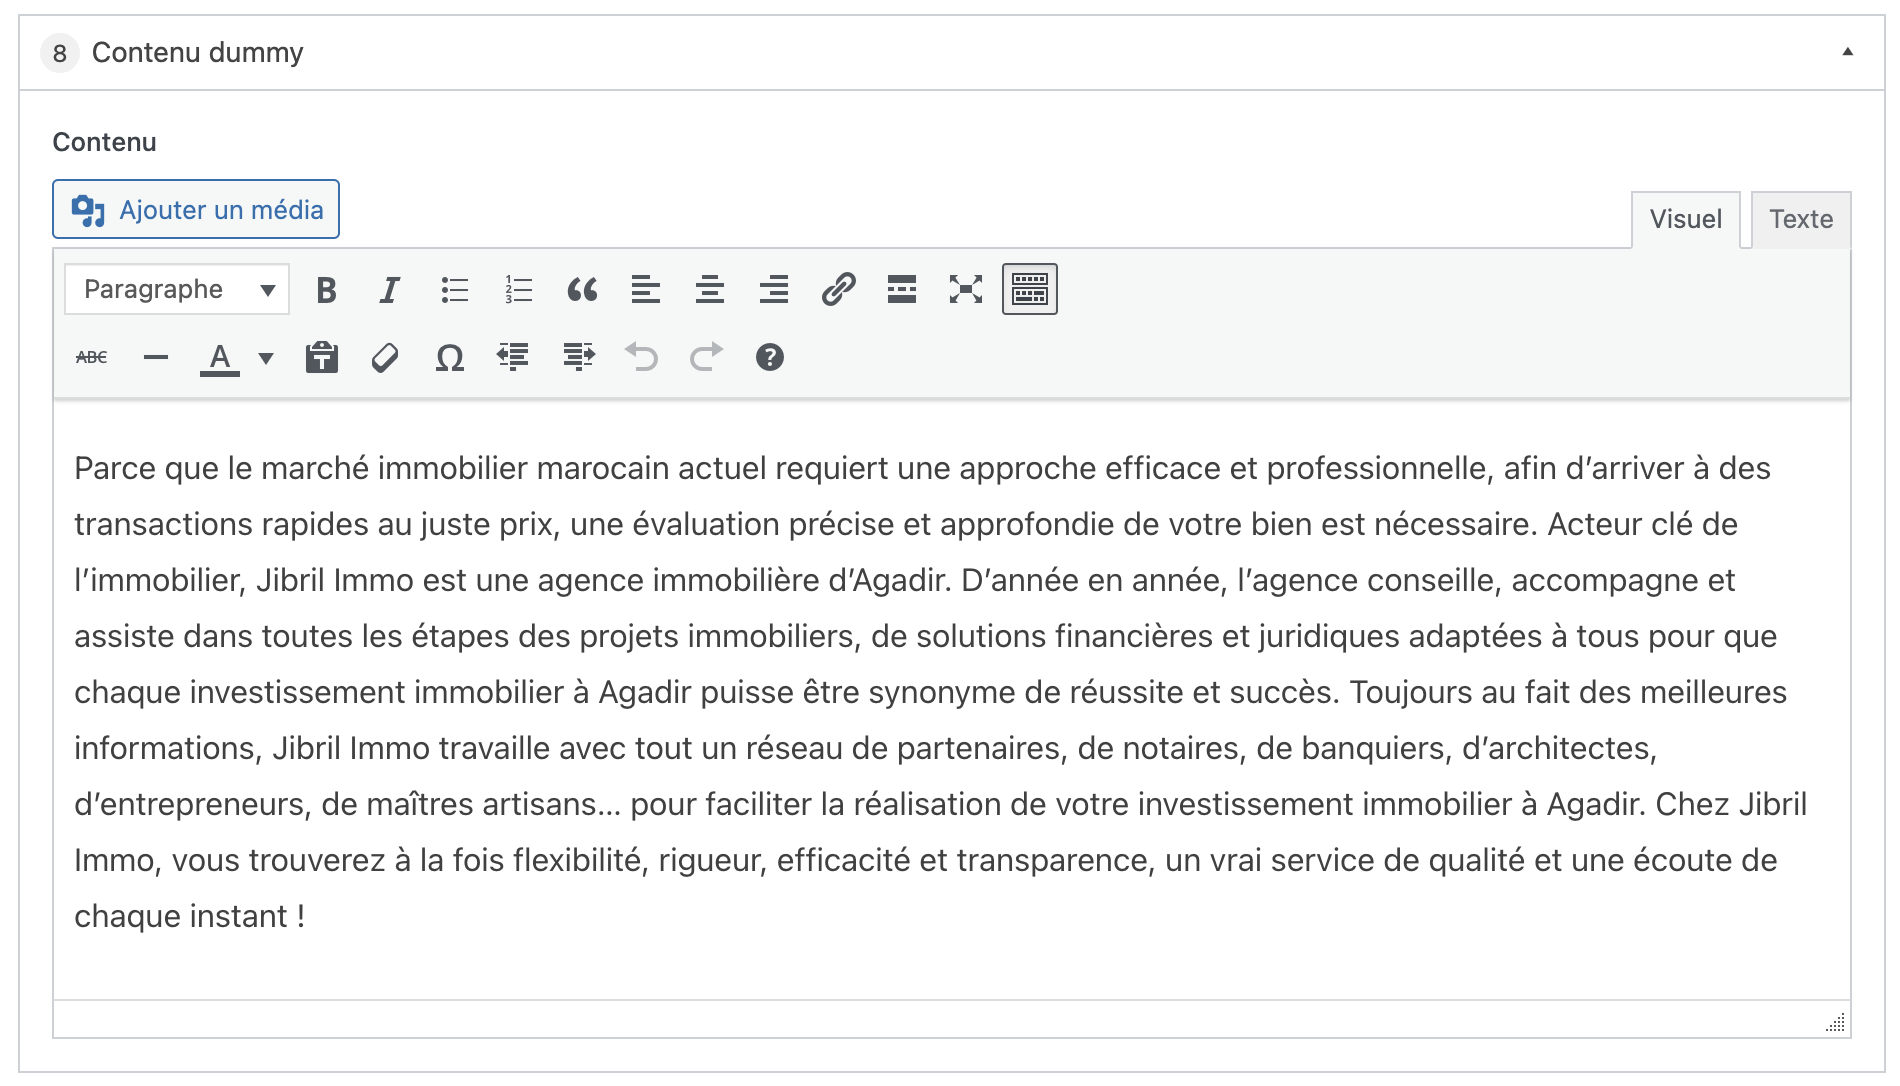 8 Contenu dummy
Contenu
Ajouter un média
Visuel Texte
Paragraphe B I
ABC A Ω ?
Parce que le marché immobilier marocain actuel requiert une approche efficace et professionnelle, afin d’arriver à des
transactions rapides au juste prix, une évaluation précise et approfondie de votre bien est nécessaire. Acteur clé de
l’immobilier, Jibril Immo est une agence immobilière d’Agadir. D’année en année, l’agence conseille, accompagne et
assiste dans toutes les étapes des projets immobiliers, de solutions financières et juridiques adaptées à tous pour que
chaque investissement immobilier à Agadir puisse être synonyme de réussite et succès. Toujours au fait des meilleures
informations, Jibril Immo travaille avec tout un réseau de partenaires, de notaires, de banquiers, d’architectes,
d’entrepreneurs, de maîtres artisans… pour faciliter la réalisation de votre investissement immobilier à Agadir. Chez Jibril
Immo, vous trouverez à la fois flexibilité, rigueur, efficacité et transparence, un vrai service de qualité et une écoute de
chaque instant !